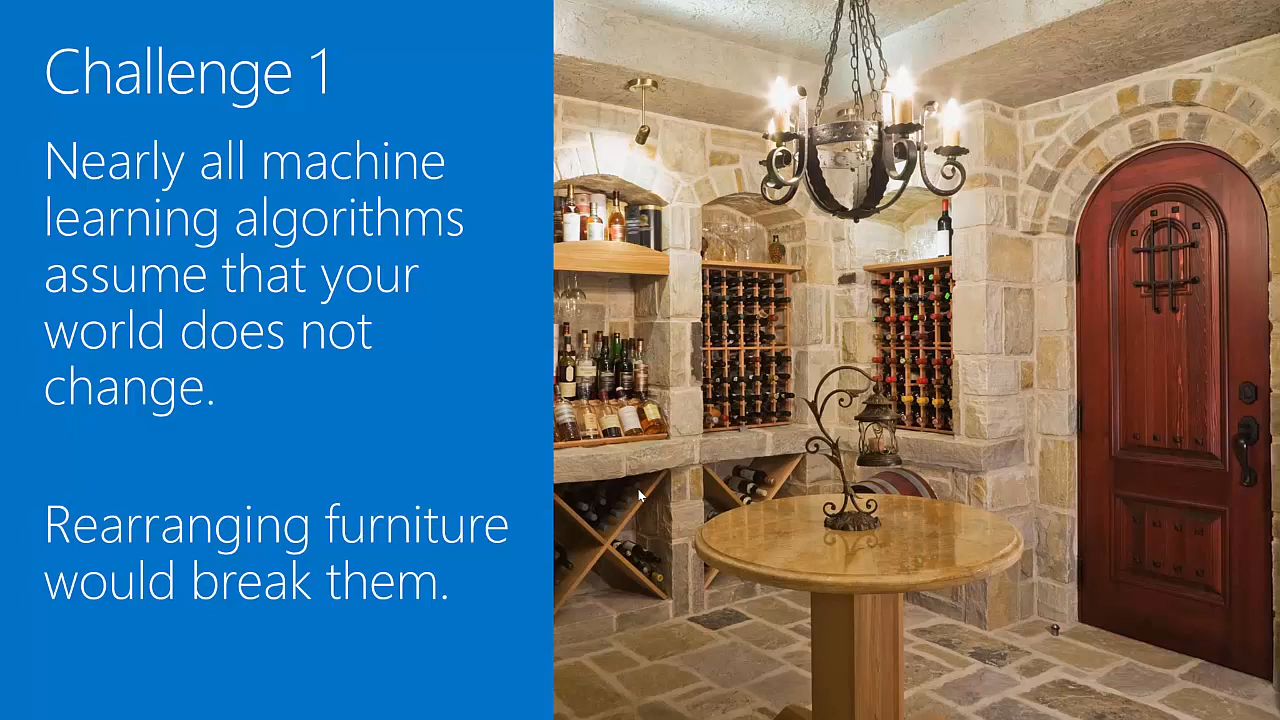 Challenge 1
Nearly all machine
learning algorithms
assume that your
world does not
change.
Rearranging furniture
would break them.